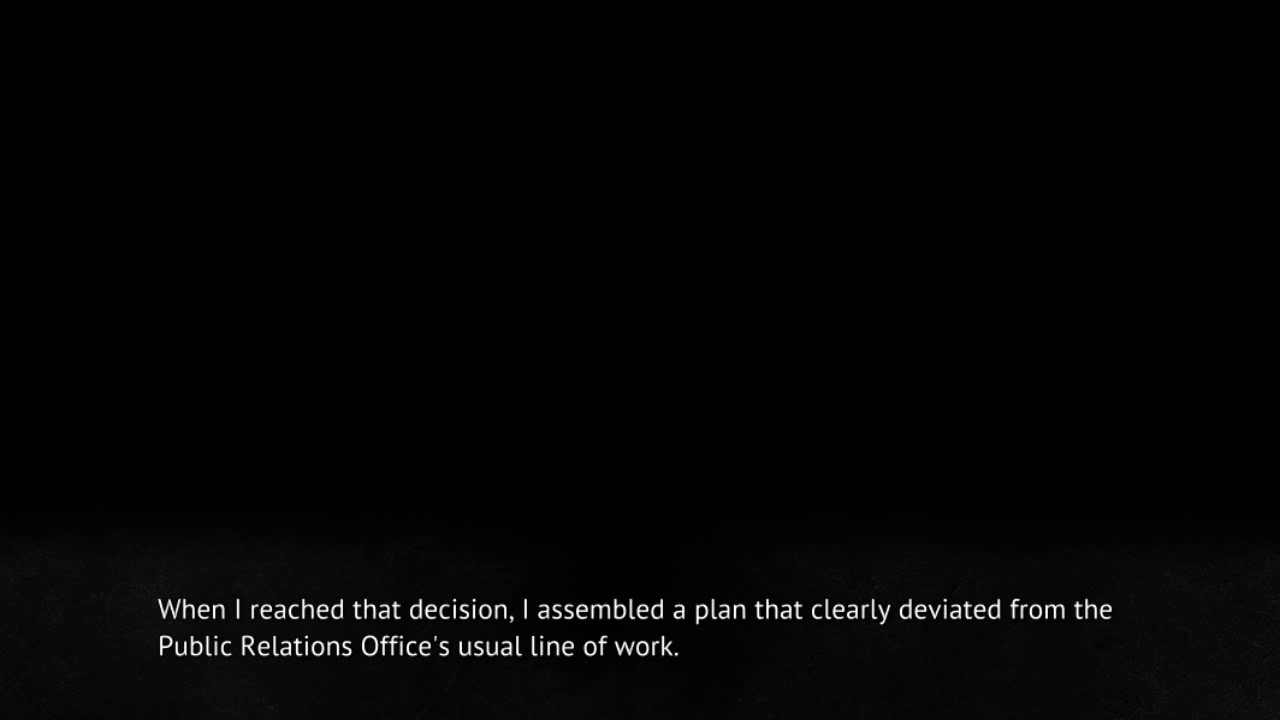 When I reached that decision, I assembled a plan that clearly deviated from the
Public Relations Office's usual line of work.